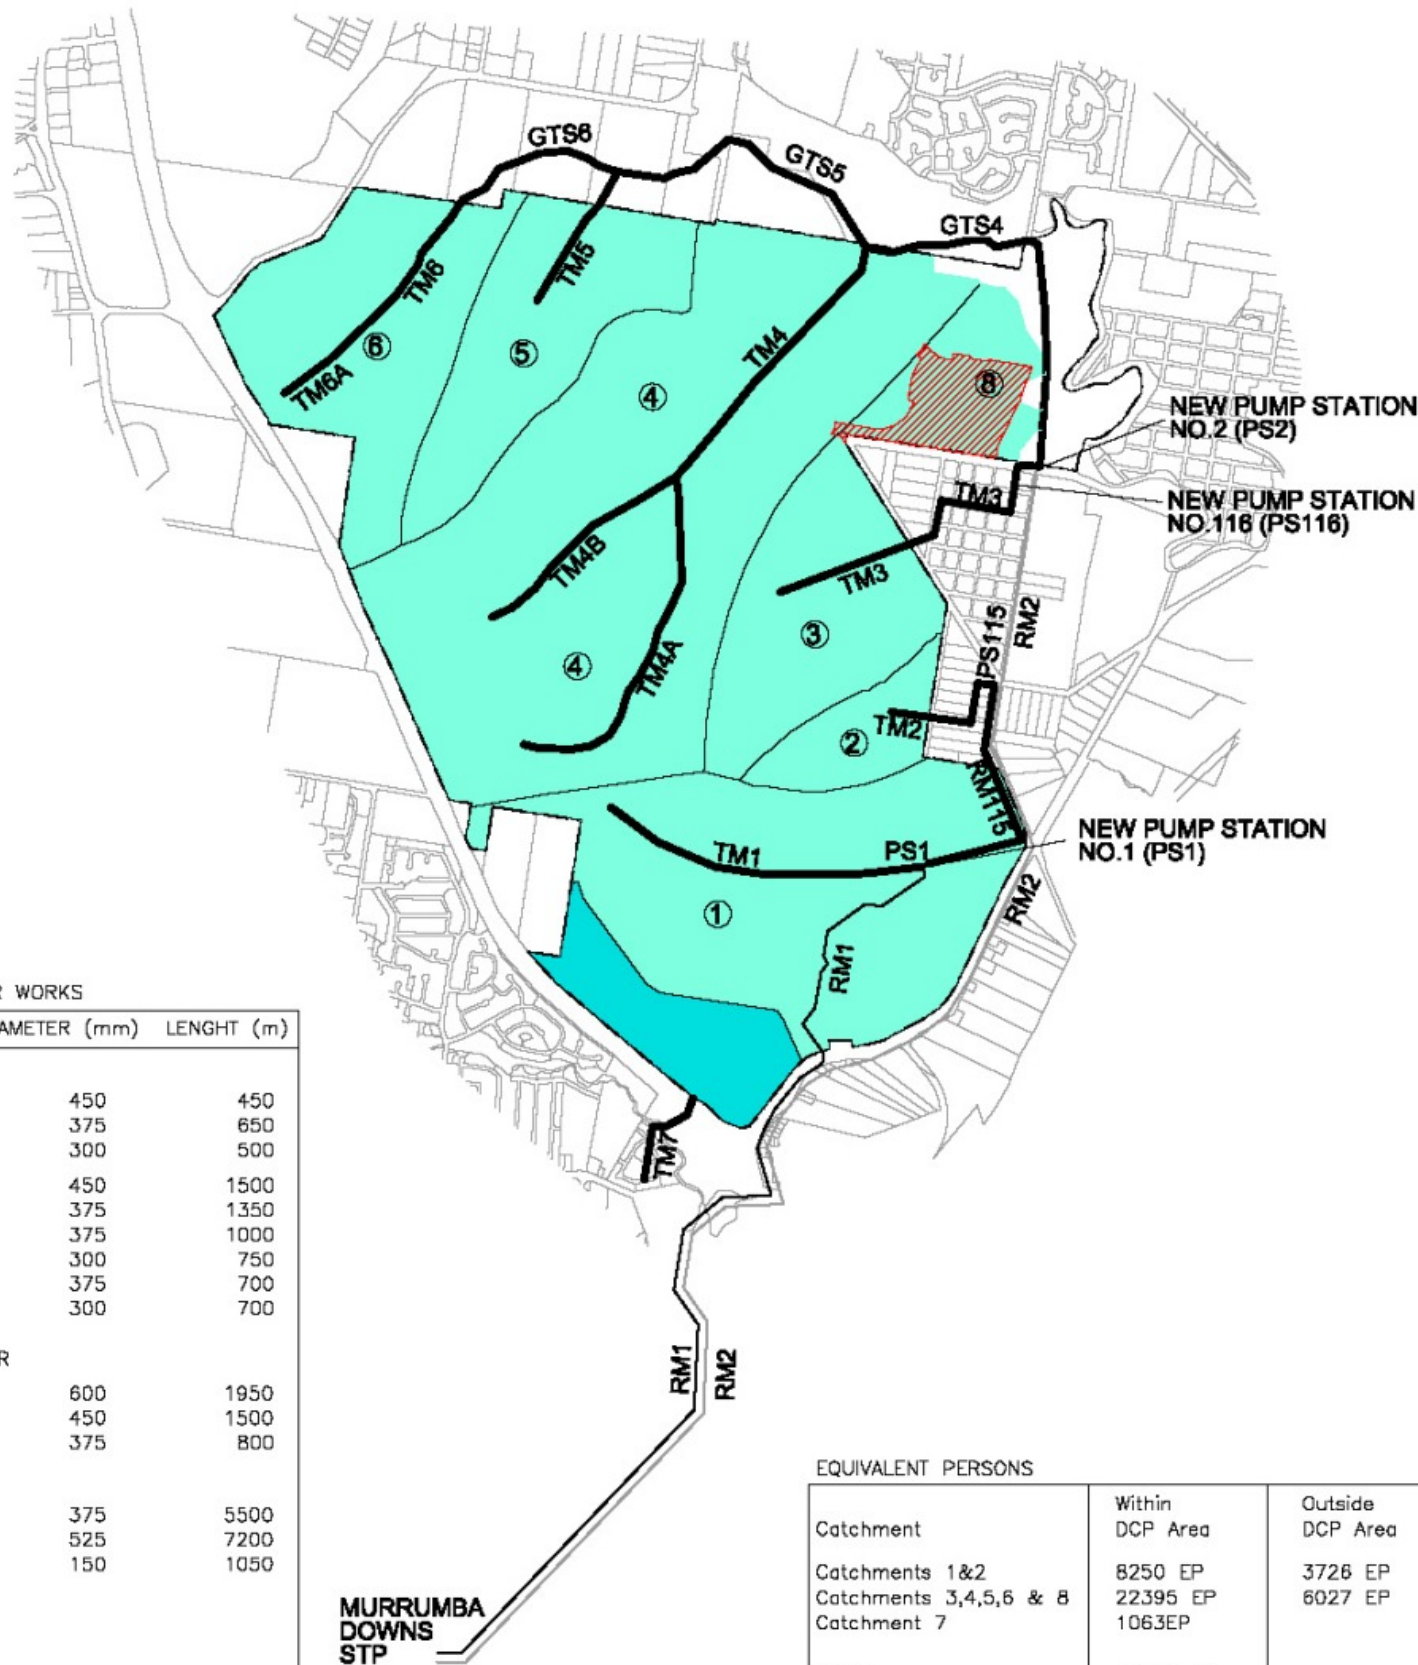 GTS6
GTS5
GTS4
TM6
TM5
TM4
TM6A
⑥
⑤
④
⑧
NEW PUMP STATION
NO.2 (PS2)
NEW PUMP STATION
NO.116 (PS116)
TM3
TM3
TM4B
TM4A
③
④
PS115
RM2
TM2
②
RM115
NEW PUMP STATION
NO.1 (PS1)
TM1
PS1
①
RM1
RM2
TM7
RM1
RM2
MURRUMBA
DOWNS
STP
R WORKS
AMETER (mm) LENGHT (m)
450 450
375 650
300 500
450 1500
375 1350
375 1000
300 750
375 700
300 700
R
600 1950
450 1500
375 800
375 5500
525 7200
150 1050
EQUIVALENT PERSONS
Catchment Within DCP Area Outside DCP Area
Catchments 1&2 8250 EP 3726 EP
Catchments 3,4,5,6 & 8 22395 EP 6027 EP
Catchment 7 1063EP